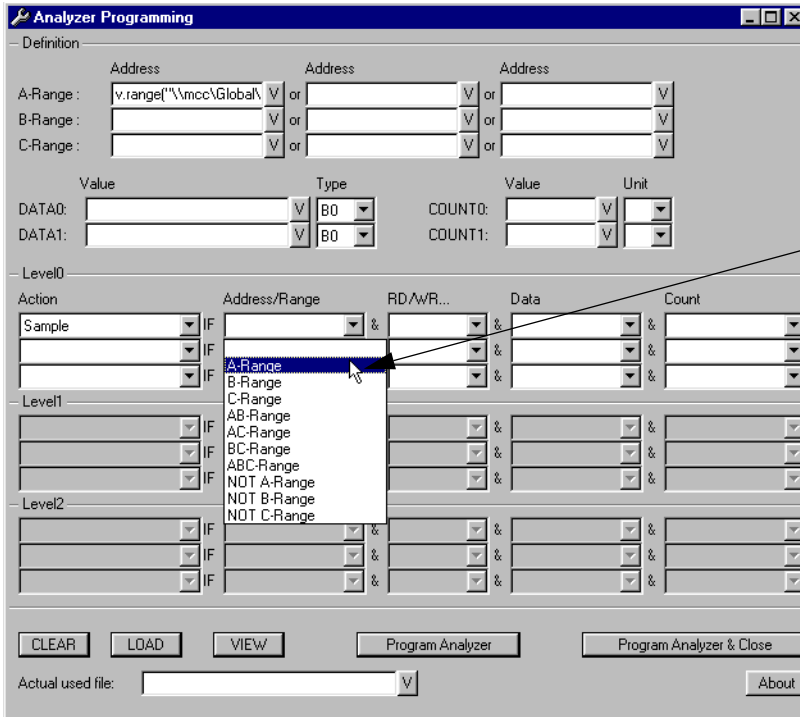 Analyzer Programming
Definition
Address Address Address
A-Range : v.range("\\mcc\Global\ V or V or V
B-Range : V or V or V
C-Range : V or V or V
Value Type Value Unit
DATA0: V B0 COUNT0: V
DATA1: V B0 COUNT1: V
Level0
Action Address/Range RD/WR... Data Count
Sample IF & & &
IF & &
IF & &
A-Range
B-Range
C-Range
AB-Range
AC-Range
BC-Range
ABC-Range
NOT A-Range
NOT B-Range
NOT C-Range
Level1
IF & &
IF & &
IF & &
Level2
IF & & &
IF & & &
IF & & &
CLEAR LOAD VIEW Program Analyzer Program Analyzer & Close
Actual used file: V About